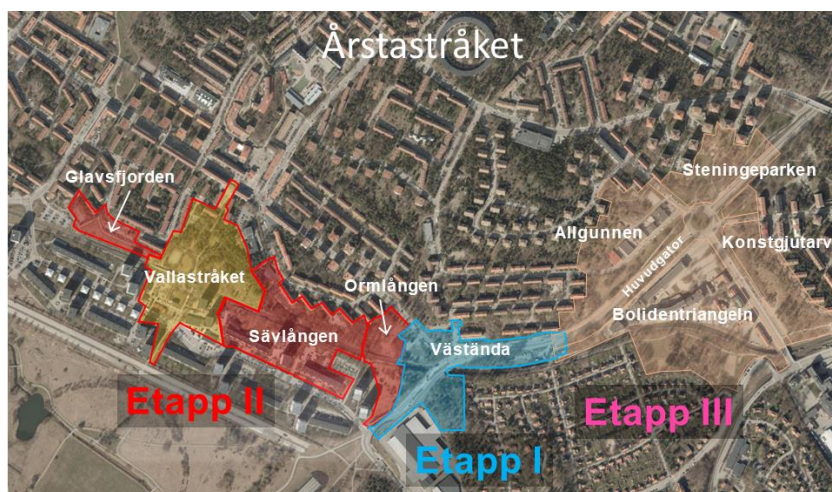 Årstastråket
Glavsfjorden
Steningeparken
Allgunnen
Konstgjutarv
Vallastråket
Huvudgator
Ormlången
Bolidentriangeln
Sävlången
Västända
Etapp II
Etapp III
Etapp I